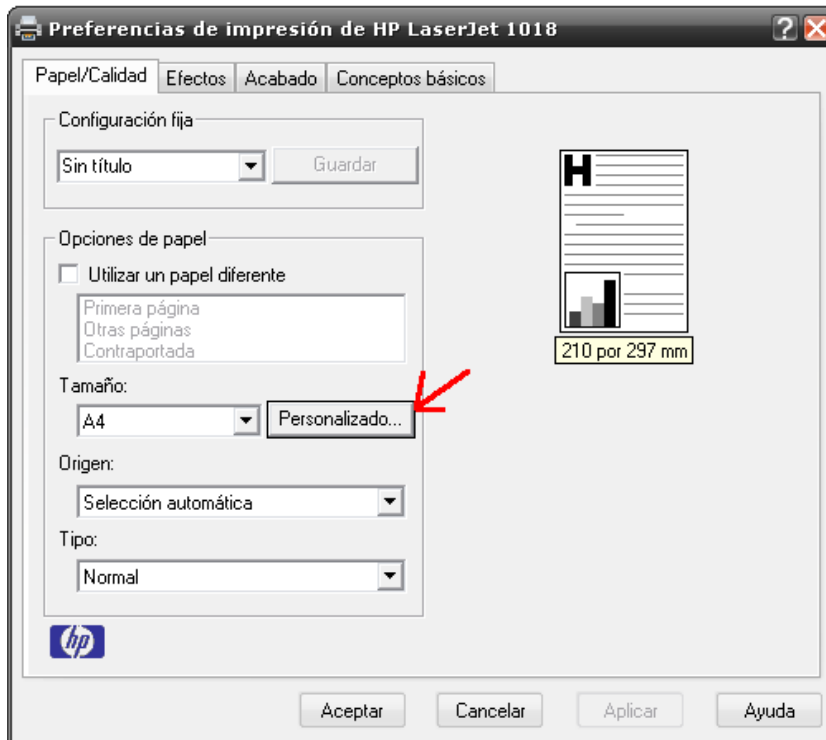 Preferencias de impresión de HP LaserJet 1018
Papel/Calidad Efectos Acabado Conceptos básicos
Configuración fija
Sin título Guardar
H
Opciones de papel
Utilizar un papel diferente
Primera página
Otras páginas
Contraportada
210 por 297 mm
Tamaño:
A4 Personalizado...
Origen:
Selección automática
Tipo:
Normal
hp
Aceptar Cancelar Aplicar Ayuda